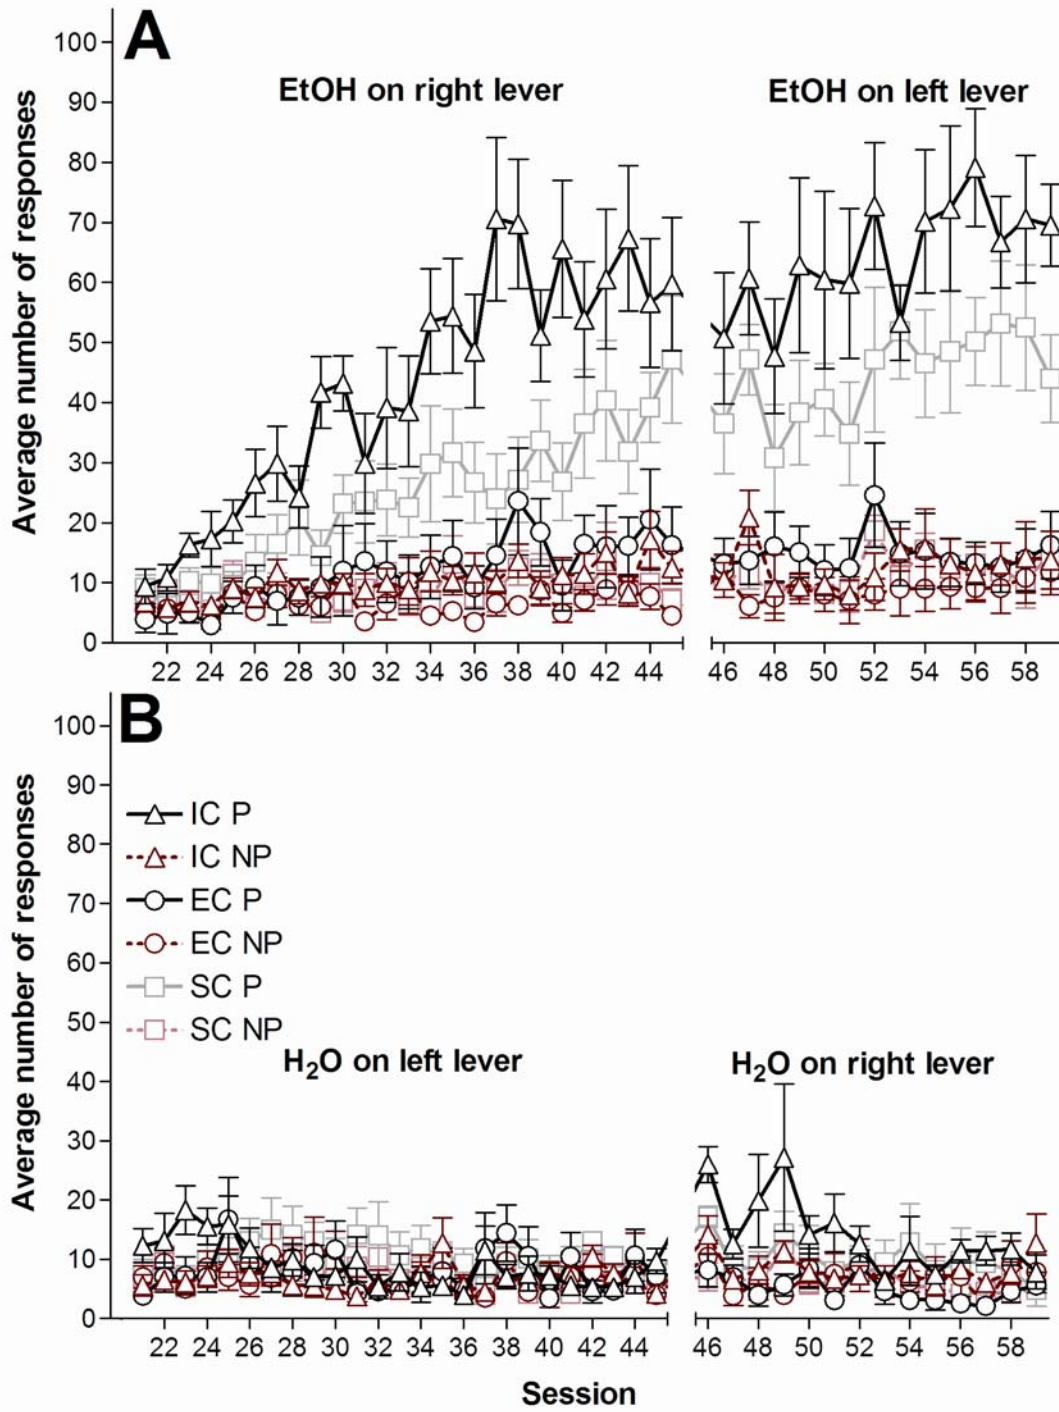 A
EtOH on right lever
EtOH on left lever
Average number of responses
100
90
80
70
60
50
40
30
20
10
0
22 24 26 28 30 32 34 36 38 40 42 44 46 48 50 52 54 56 58
B
Average number of responses
100
90
80
70
60
50
40
30
20
10
0
IC P
IC NP
EC P
EC NP
SC P
SC NP
H₂O on left lever
H₂O on right lever
22 24 26 28 30 32 34 36 38 40 42 44 46 48 50 52 54 56 58
Session